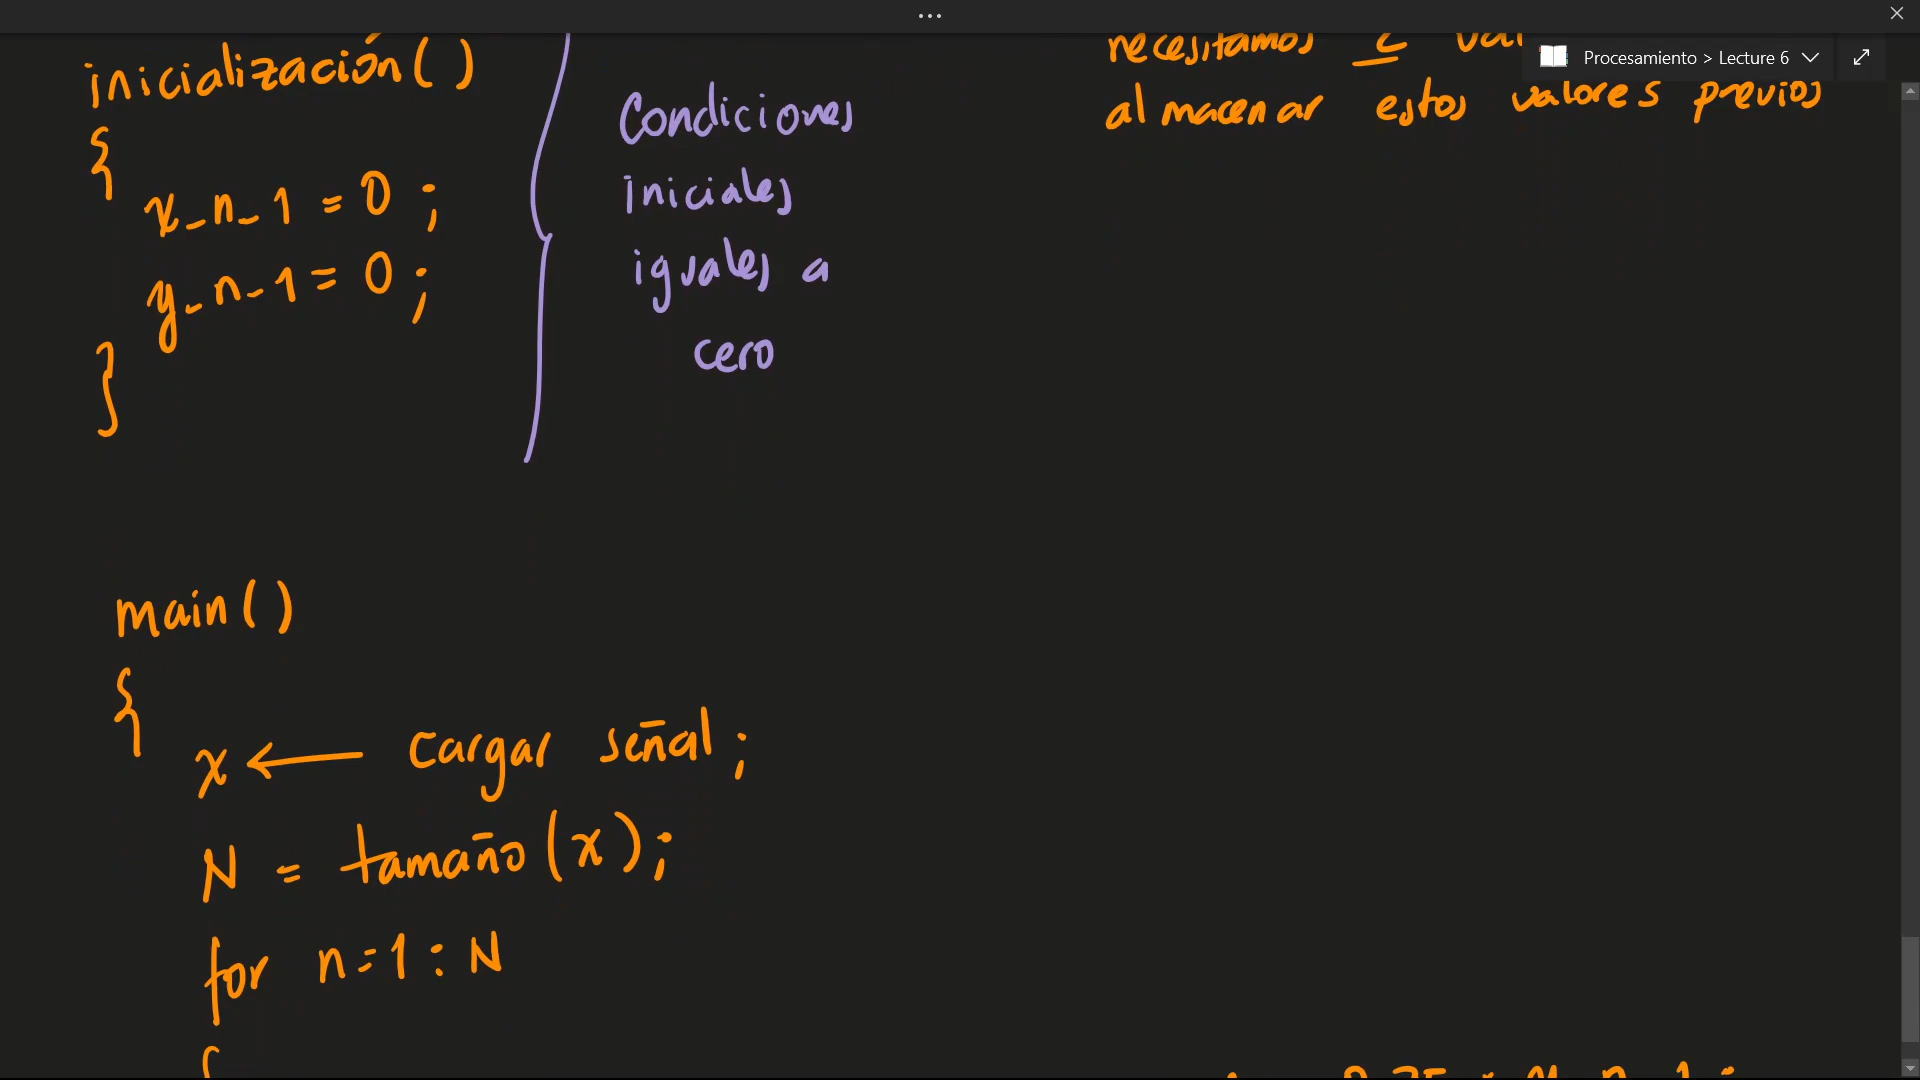 Procesamiento > Lecture 6
inicialización()
{
x_n_1 = 0 ;
y_n_1 = 0 ;
}
Condiciones
iniciales
iguales a
cero
necesitamos 2
almacenar estos valores previos
main()
{
x ← cargar señal ;
N = tamaño(x) ;
for n=1 : N
{